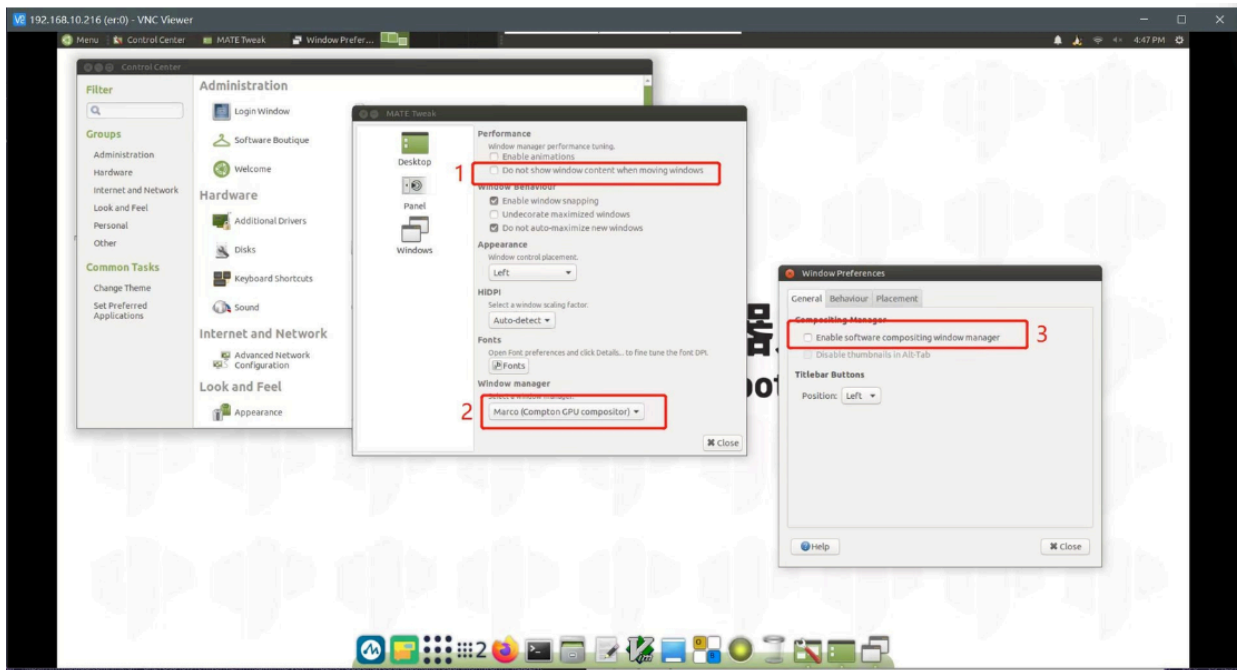 192.168.10.216 (er:0) - VNC Viewer
Menu
Control Center
MATE Tweak
Window Prefer...
4:47 PM
Control Center
Filter
Groups
Administration
Hardware
Internet and Network
Look and Feel
Personal
Other
Common Tasks
Change Theme
Set Preferred
Applications
Administration
Login Window
Software Boutique
Welcome
Hardware
Additional Drivers
Disks
Keyboard Shortcuts
Sound
Internet and Network
Advanced Network
Configuration
Look and Feel
Appearance
MATE Tweak
Desktop
Panel
Windows
Performance
Window manager performance tuning.
Enable animations
1
Do not show window content when moving windows
Window Behaviour
Enable window snapping
Undecorate maximized windows
Do not auto-maximize new windows
Appearance
Window control placement.
Left
HiDPI
Select a window scaling factor.
Auto-detect
Fonts
Open Font preferences and click Details... to fine tune the font DPI.
Fonts
Window manager
Select a window manager.
2
Marco (Compton GPU compositor)
Close
器
Window Preferences
General
Behaviour
Placement
Compositing Manager
Enable software compositing window manager
3
Disable thumbnails in Alt-Tab
Titlebar Buttons
Position:
Left
Help
Close
2